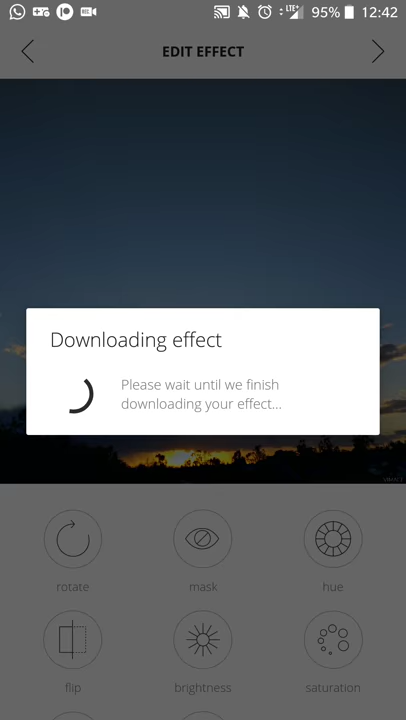 LTE+ 95% 12:42
EDIT EFFECT
Downloading effect
Please wait until we finish
downloading your effect...
rotate
mask
hue
flip
brightness
saturation